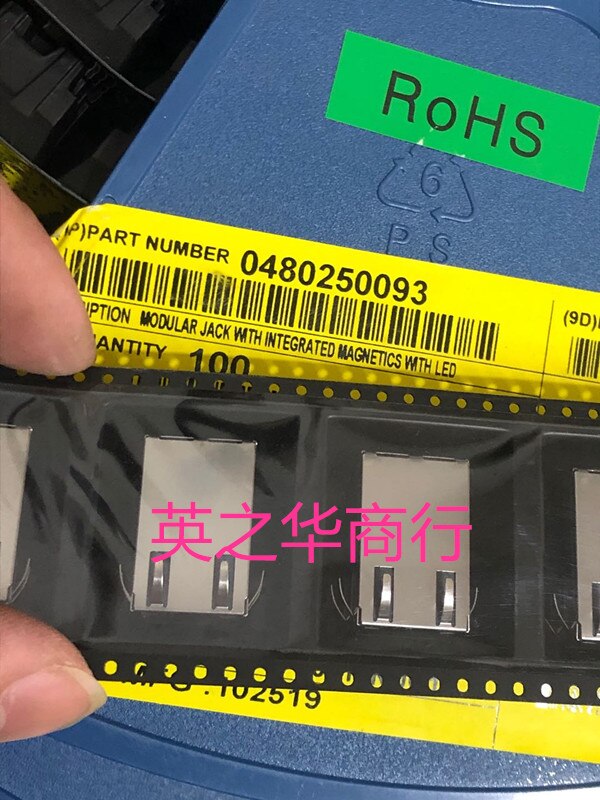 RoHS
6
PS
P)PART NUMBER 0480250093
(9D)
MODULAR JACK WITH INTEGRATED MAGNETICS WITH LED
100
英之华商行
102519